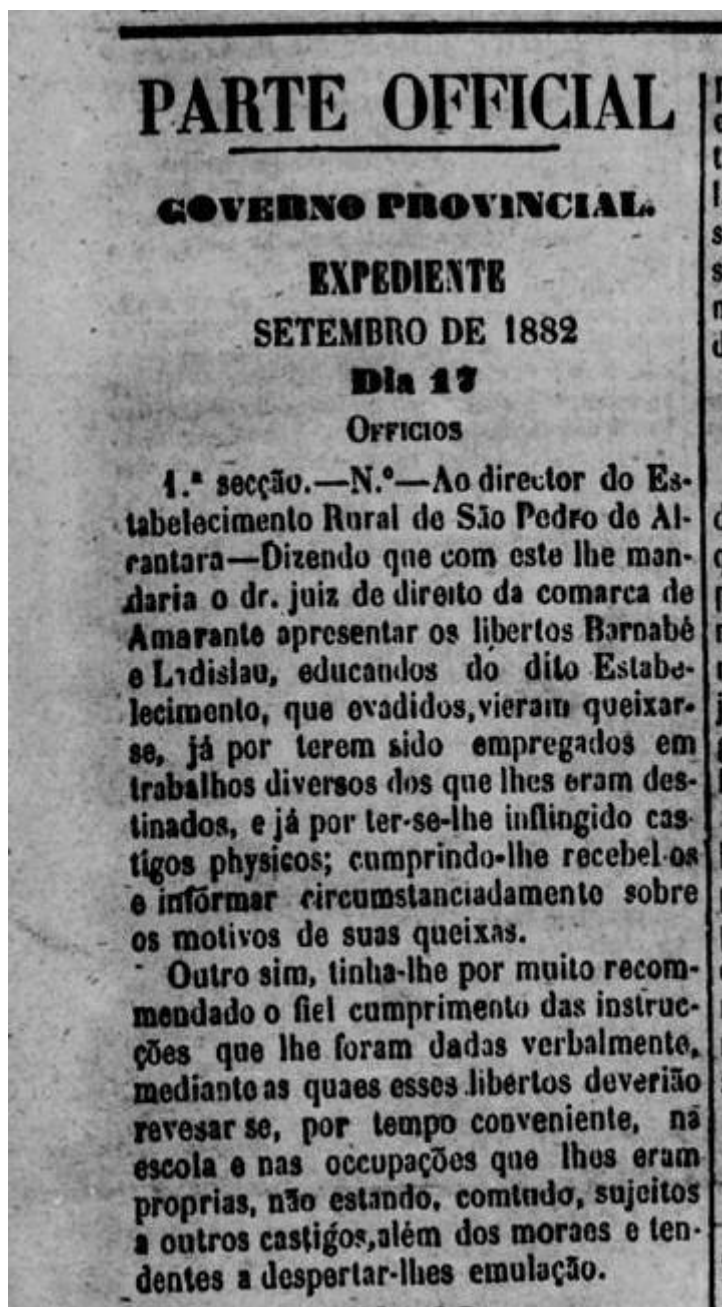 PARTE OFFICIAL
GOVERNO PROVINCIAL.
EXPEDIENTE
SETEMBRO DE 1882
Dia 17
OFFICIOS
1.ª secção.—N.º—Ao director do Es-
tabelecimento Rural de São Pedro de Al-
rantara—Dizendo que com este lhe man-
daria o dr. juiz de direito da comarca de
Amarante apresentar os libertos Barnabé
e Ladislau, educandos do dito Estabe-
lecimento, que evadidos, vieram queixar-
se, já por terem sido empregados em
trabalhos diversos dos que lhes eram des-
tinados, e já por ter-se-lhe inflingido cas
tigos physicos; cumprindo-lhe recebel-os
e informar circumstanciadamente sobre
os motivos de suas queixas.
Outro sim, tinha-lhe por muito recom-
mendado o fiel cumprimento das instruc-
ções que lhe foram dadas verbalmente,
mediante as quaes esses libertos deverião
revesar se, por tempo conveniente, na
escola e nas occupações que lhes eram
proprias, não estando, comtudo, sujeitos
a outros castigos, além dos moraes e ten-
dentes a despertar-lhes emulação.